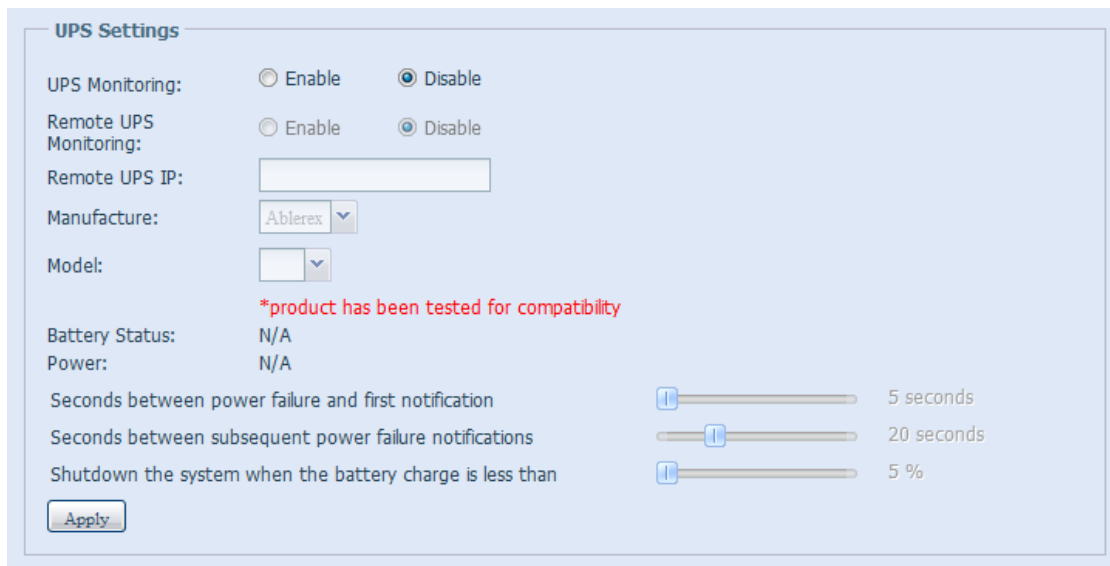 UPS Settings
UPS Monitoring: Enable Disable
Remote UPS
Monitoring: Enable Disable
Remote UPS IP:
Manufacture: Ablerex
Model:
*product has been tested for compatibility
Battery Status: N/A
Power: N/A
Seconds between power failure and first notification 5 seconds
Seconds between subsequent power failure notifications 20 seconds
Shutdown the system when the battery charge is less than 5 %
Apply